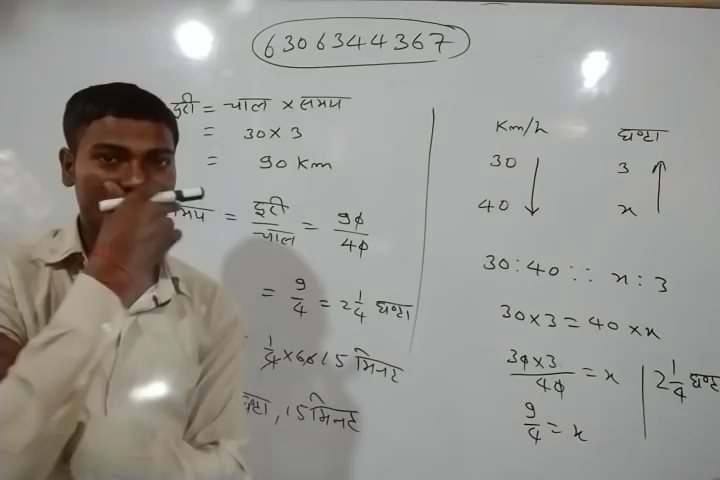 6306344367
दूरी = चाल × समय
= 30 × 3
= 90 Km
= दूरी / चाल = 90 / 40
= 9/4 = 2 1/4 घण्टा
1/4 × 60 15 मिनट
, 15 मिनट
Km/h घण्टा
30 ↓ 3 ↑
40 x
30 : 40 :: x : 3
30 × 3 = 40 × x
30 × 3 / 40 = x | 2 1/4 घण्टा
9/4 = x